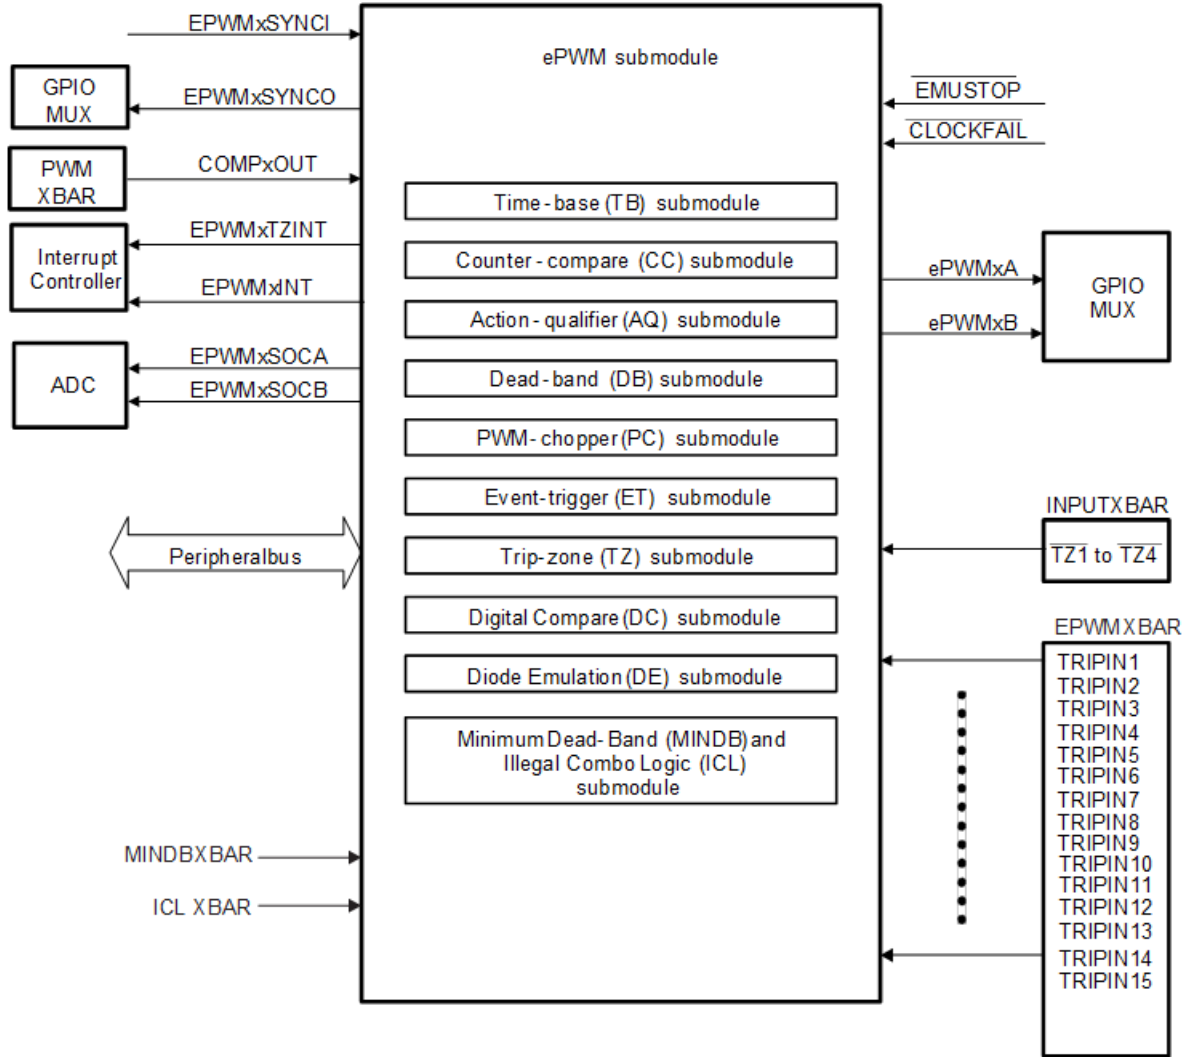 EPWMxSYNCI
ePWM submodule
GPIO
MUX
EPWMxSYNCO
EMUSTOP
CLOCKFAIL
PWM
XBAR
COMPxOUT
Time-base (TB) submodule
Interrupt
Controller
EPWMxTZINT
EPWMxINT
Counter-compare (CC) submodule
ePWMxA
ePWMxB
GPIO
MUX
Action-qualifier (AQ) submodule
ADC
EPWMxSOCA
EPWMxSOCB
Dead-band (DB) submodule
PWM-chopper (PC) submodule
Event-trigger (ET) submodule
INPUTXBAR
TZ1 to TZ4
Peripheralbus
Trip-zone (TZ) submodule
Digital Compare (DC) submodule
EPWMXBAR
Diode Emulation (DE) submodule
Minimum Dead-Band (MINDB) and
Illegal Combo Logic (ICL)
submodule
TRIPIN1
TRIPIN2
TRIPIN3
TRIPIN4
TRIPIN5
TRIPIN6
TRIPIN7
TRIPIN8
TRIPIN9
TRIPIN10
TRIPIN11
TRIPIN12
TRIPIN13
TRIPIN14
TRIPIN15
MINDBXBAR
ICL XBAR